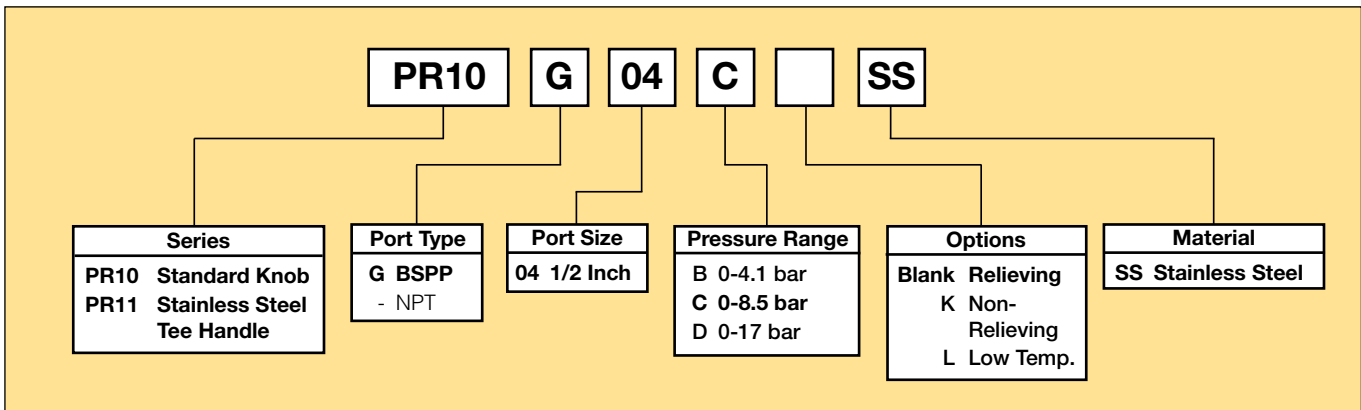 PR10 G 04 C SS
Series
PR10 Standard Knob
PR11 Stainless Steel
Tee Handle
Port Type
G BSPP
- NPT
Port Size
04 1/2 Inch
Pressure Range
B 0-4.1 bar
C 0-8.5 bar
D 0-17 bar
Options
Blank Relieving
K Non-
Relieving
L Low Temp.
Material
SS Stainless Steel